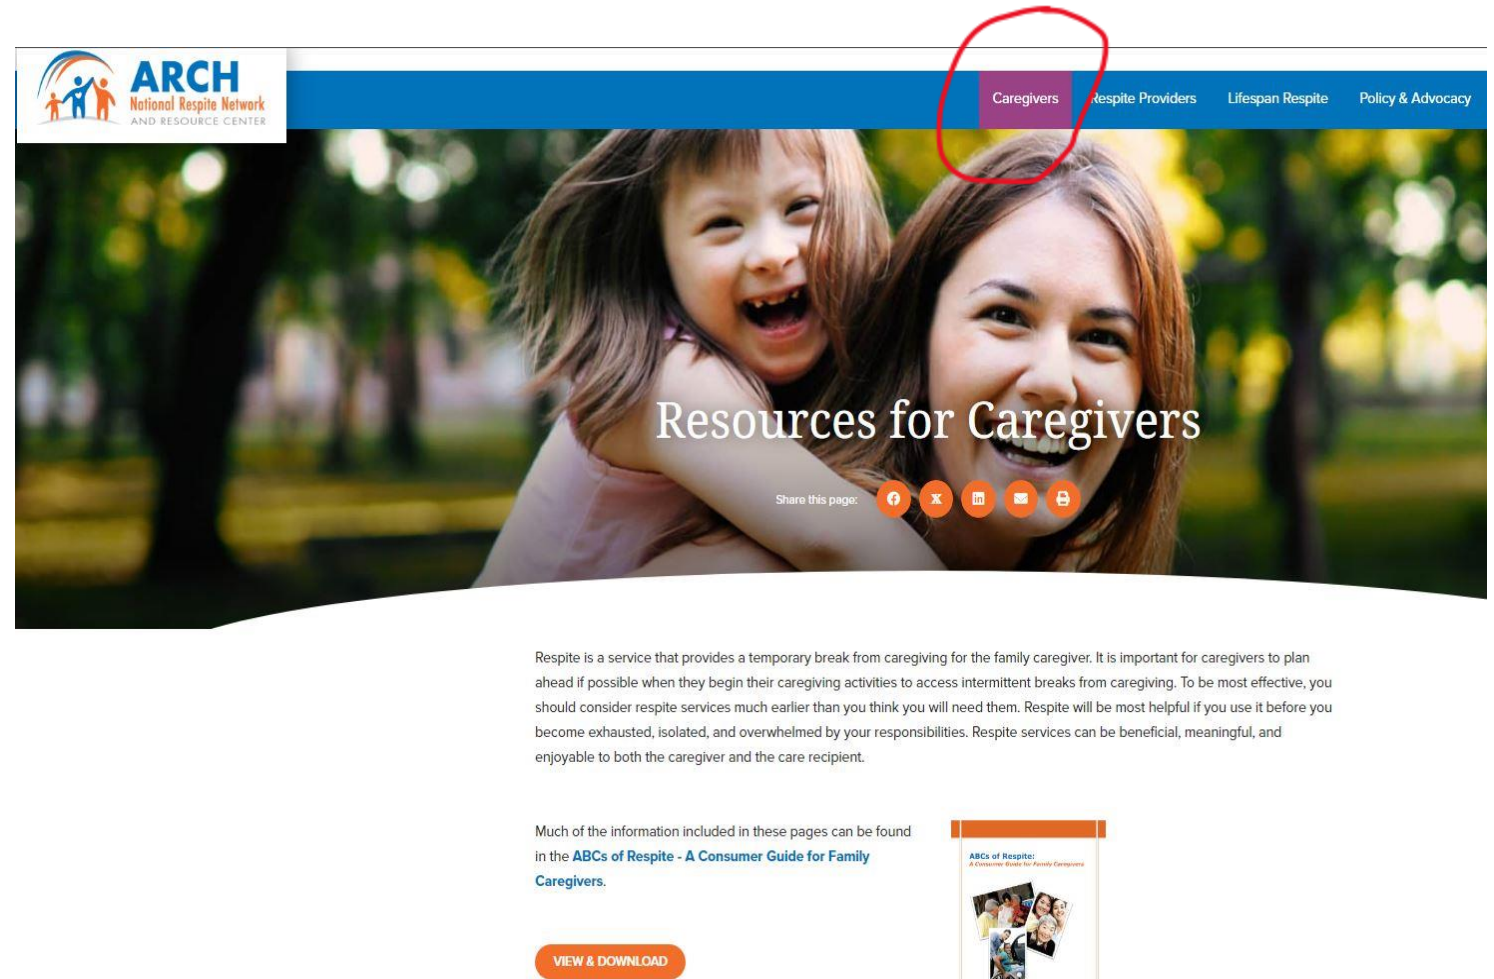 ARCH
National Respite Network
AND RESOURCE CENTER
Caregivers
Respite Providers
Lifespan Respite
Policy & Advocacy
Resources for Caregivers
Share this page:
Respite is a service that provides a temporary break from caregiving for the family caregiver. It is important for caregivers to plan
ahead if possible when they begin their caregiving activities to access intermittent breaks from caregiving. To be most effective, you
should consider respite services much earlier than you think you will need them. Respite will be most helpful if you use it before you
become exhausted, isolated, and overwhelmed by your responsibilities. Respite services can be beneficial, meaningful, and
enjoyable to both the caregiver and the care recipient.
Much of the information included in these pages can be found
in the ABCs of Respite - A Consumer Guide for Family
Caregivers.
ABCs of Respite:
A Consumer Guide for Family Caregivers
VIEW & DOWNLOAD